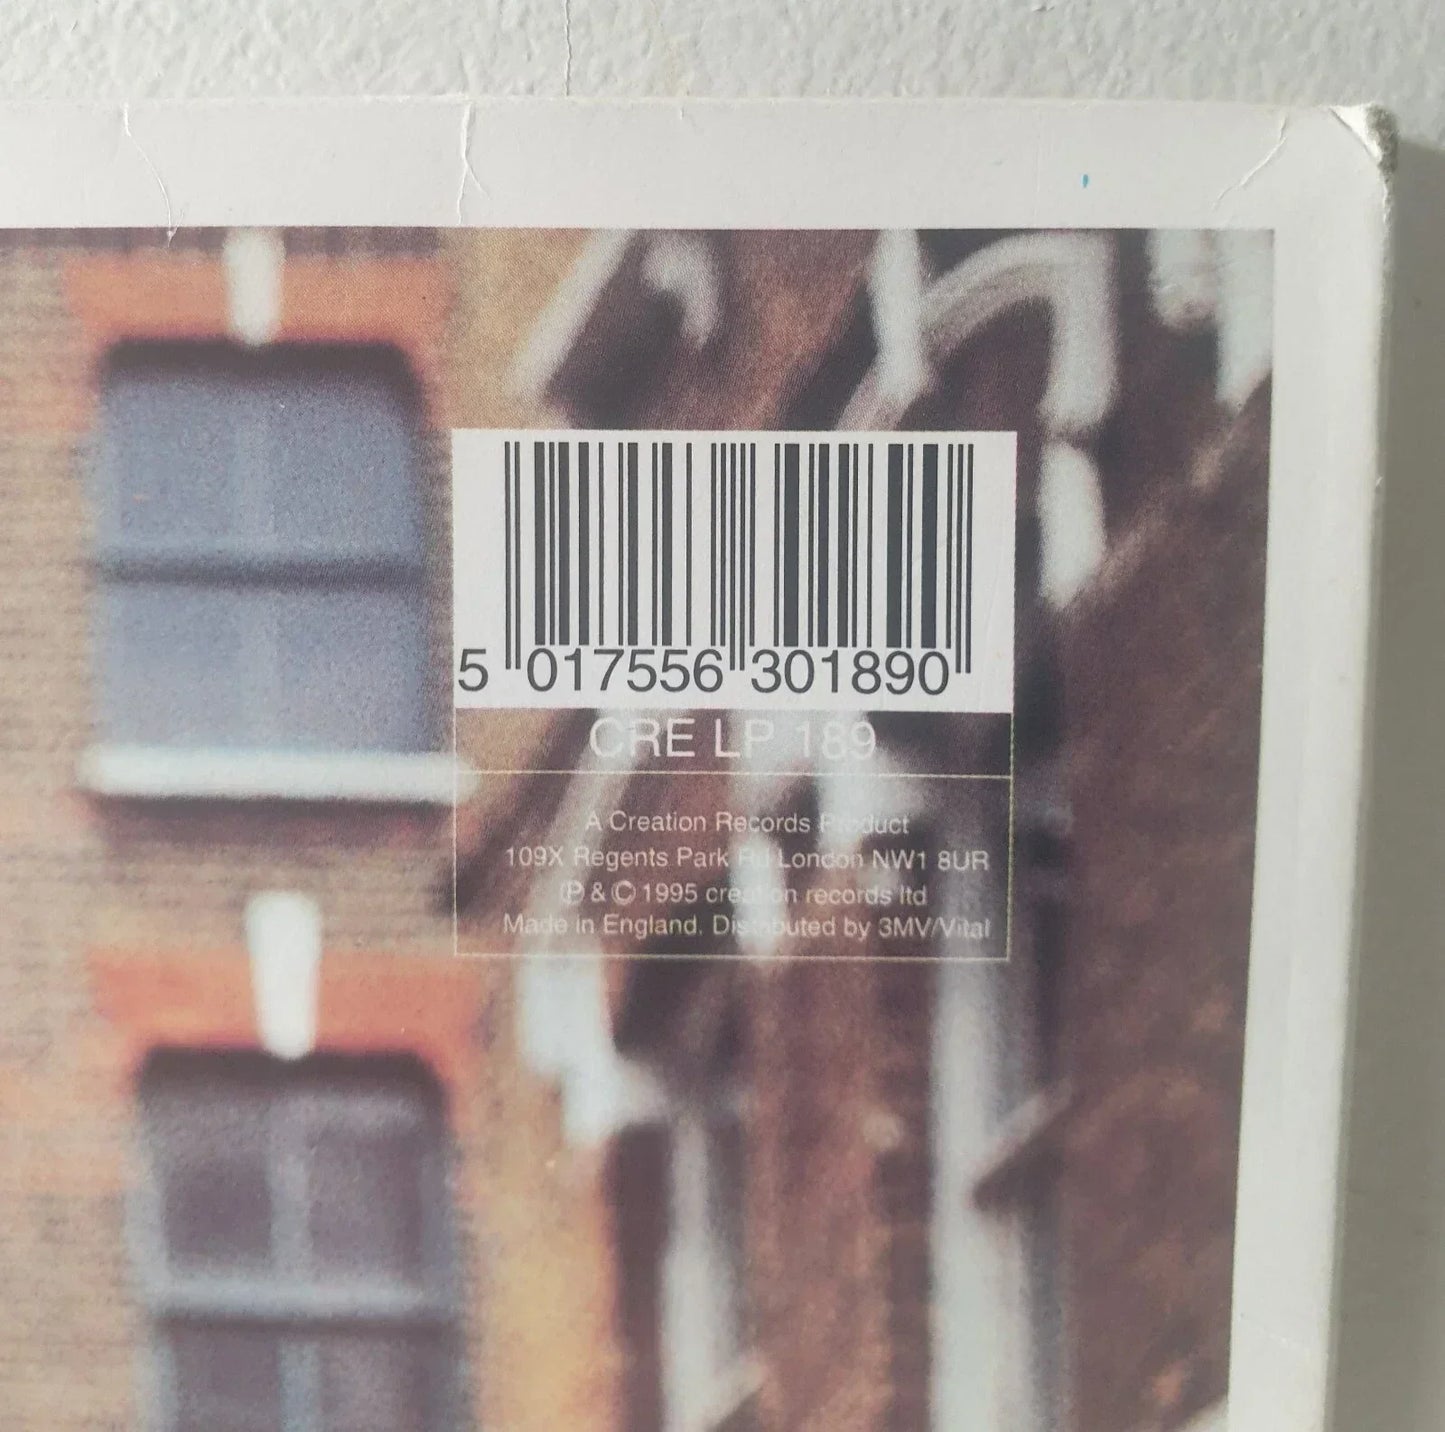 5 017556 301890
CRE LP 189
A Creation Records Product
109X Regents Park Rd London NW1 8UR
℗ & © 1995 creation records ltd
Made in England. Distributed by 3MV/Vital